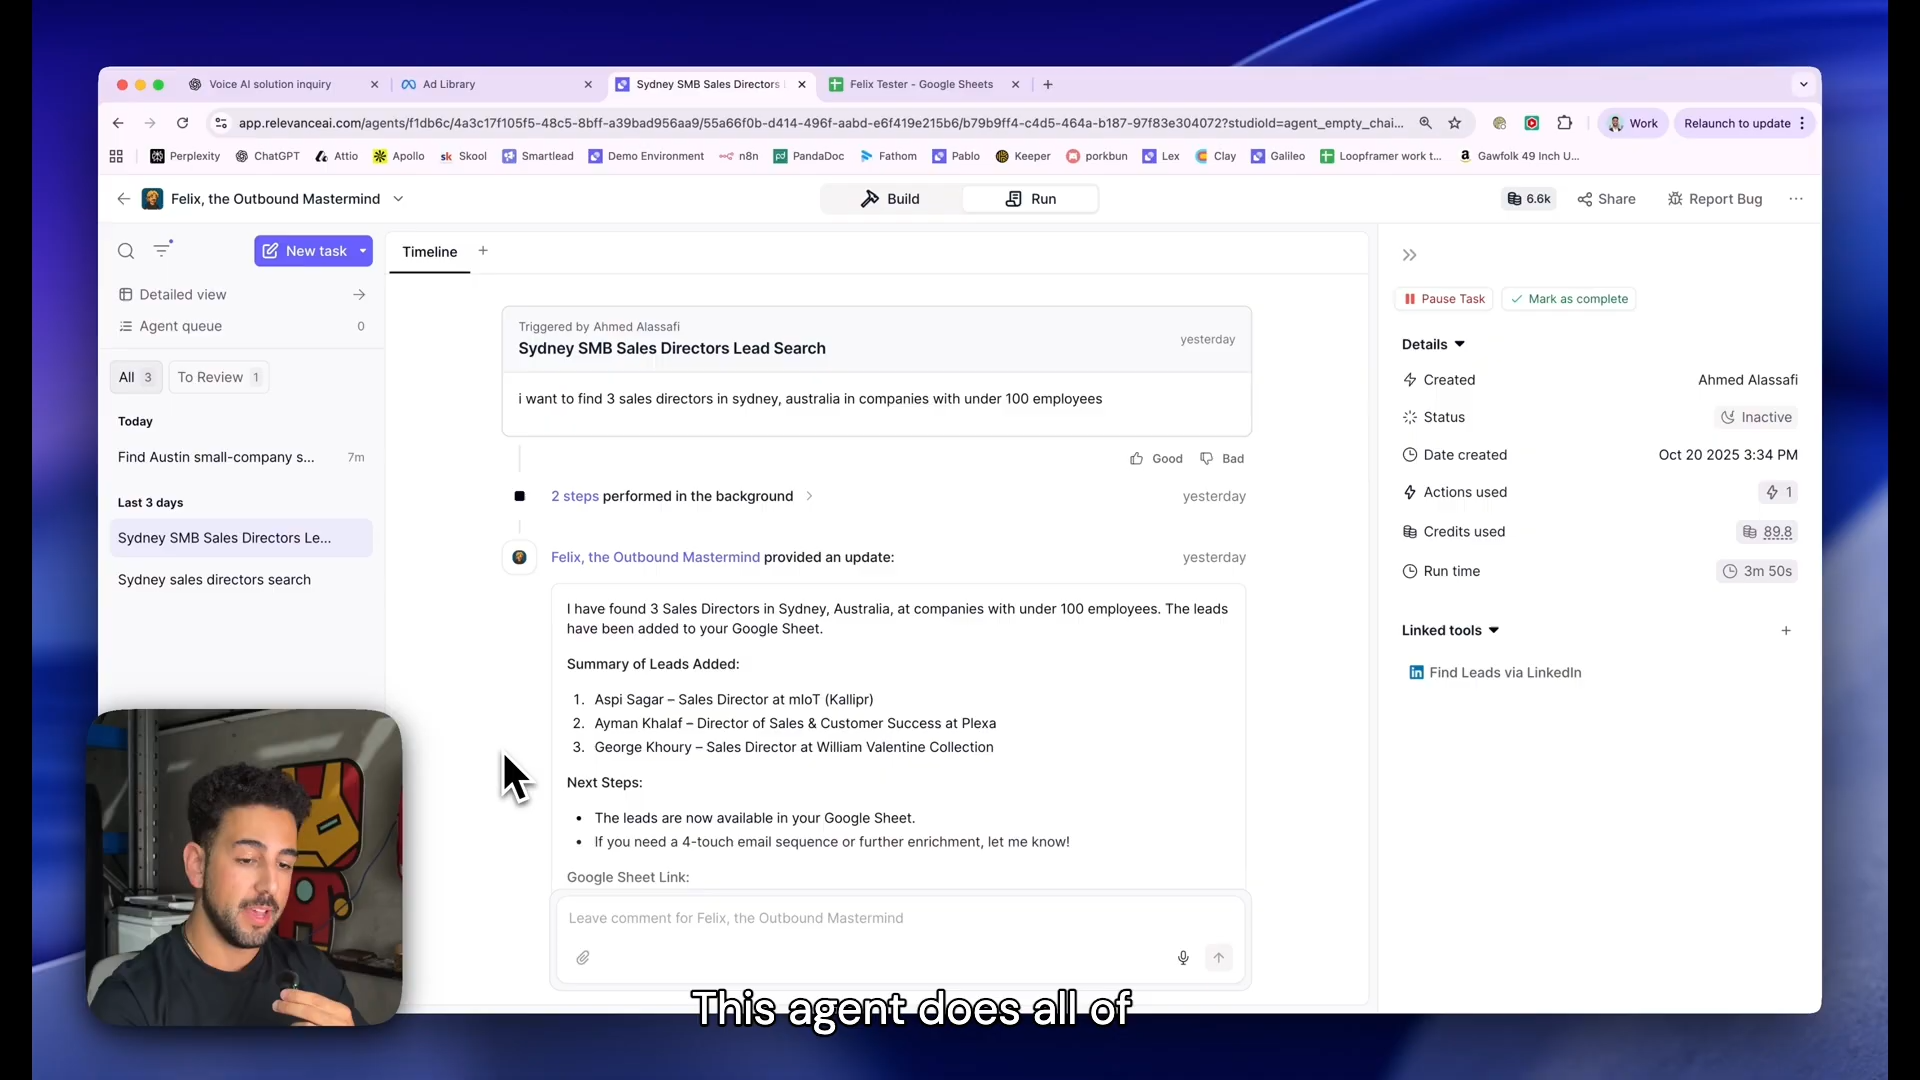 Voice AI solution inquiry
Ad Library
Sydney SMB Sales Directors
Felix Tester - Google Sheets
app.relevanceai.com/agents/f1db6c/4a3c17f105f5-48c5-8bff-a39bad956aa9/55a66f0b-d414-496f-aabd-e6f419e215b6/b79b9ff4-c4d5-464a-b187-97f83e304072?studioId=agent_empty_chai...
Work
Relaunch to update
Perplexity
ChatGPT
Attio
Apollo
sk Skool
Smartlead
Demo Environment
n8n
pd PandaDoc
Fathom
Pablo
Keeper
porkbun
Lex
Clay
Galileo
Loopframer work t...
a Gawfolk 49 Inch U...
Felix, the Outbound Mastermind
Build
Run
6.6k
Share
Report Bug
New task
Detailed view
Agent queue 0
All 3
To Review 1
Today
Find Austin small-company s... 7m
Last 3 days
Sydney SMB Sales Directors Le...
Sydney sales directors search
Timeline
Triggered by Ahmed Alassafi
Sydney SMB Sales Directors Lead Search
yesterday
i want to find 3 sales directors in sydney, australia in companies with under 100 employees
Good
Bad
2 steps performed in the background
yesterday
Felix, the Outbound Mastermind provided an update:
yesterday
I have found 3 Sales Directors in Sydney, Australia, at companies with under 100 employees. The leads
have been added to your Google Sheet.
Summary of Leads Added:
1. Aspi Sagar – Sales Director at mIoT (Kallipr)
2. Ayman Khalaf – Director of Sales & Customer Success at Plexa
3. George Khoury – Sales Director at William Valentine Collection
Next Steps:
• The leads are now available in your Google Sheet.
• If you need a 4-touch email sequence or further enrichment, let me know!
Google Sheet Link:
Leave comment for Felix, the Outbound Mastermind
Pause Task
Mark as complete
Details
Created Ahmed Alassafi
Status Inactive
Date created Oct 20 2025 3:34 PM
Actions used 1
Credits used 89.8
Run time 3m 50s
Linked tools
in Find Leads via LinkedIn
This agent does all of